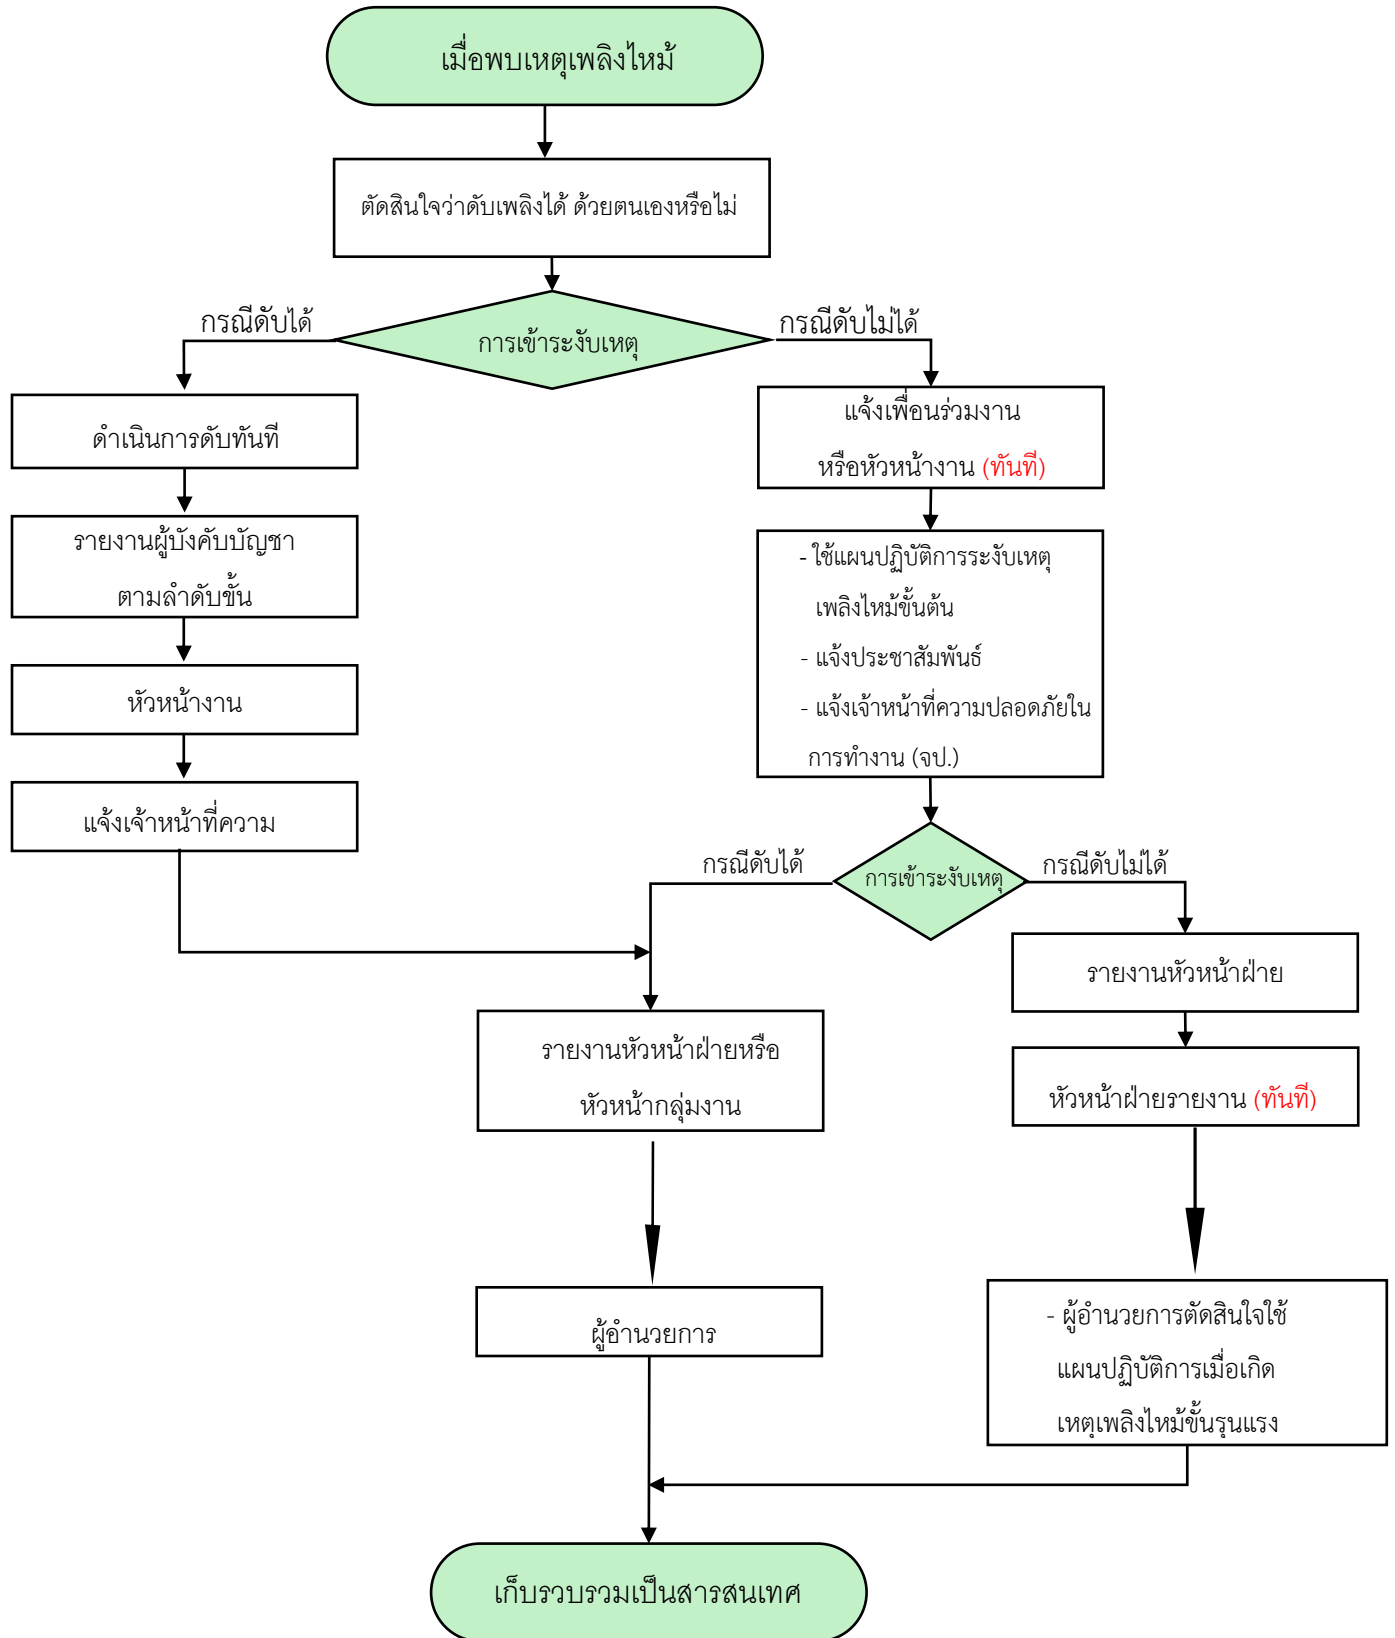 เมื่อพบเหตุเพลิงไหม้
ตัดสินใจว่าดับเพลิงได้ ด้วยตนเองหรือไม่
กรณีดับได้
การเข้าระงับเหตุ
กรณีดับไม่ได้
ดำเนินการดับทันที
รายงานผู้บังคับบัญชา
ตามลำดับขั้น
หัวหน้างาน
แจ้งเจ้าหน้าที่ความ
แจ้งเพื่อนร่วมงาน
หรือหัวหน้างาน (ทันที)
- ใช้แผนปฏิบัติการระงับเหตุ
เพลิงไหม้ขั้นต้น
- แจ้งประชาสัมพันธ์
- แจ้งเจ้าหน้าที่ความปลอดภัยใน
การทำงาน (จป.)
กรณีดับได้
การเข้าระงับเหตุ
กรณีดับไม่ได้
รายงานหัวหน้าฝ่ายหรือ
หัวหน้ากลุ่มงาน
ผู้อำนวยการ
รายงานหัวหน้าฝ่าย
หัวหน้าฝ่ายรายงาน (ทันที)
- ผู้อำนวยการตัดสินใจใช้
แผนปฏิบัติการเมื่อเกิด
เหตุเพลิงไหม้ขั้นรุนแรง
เก็บรวบรวมเป็นสารสนเทศ